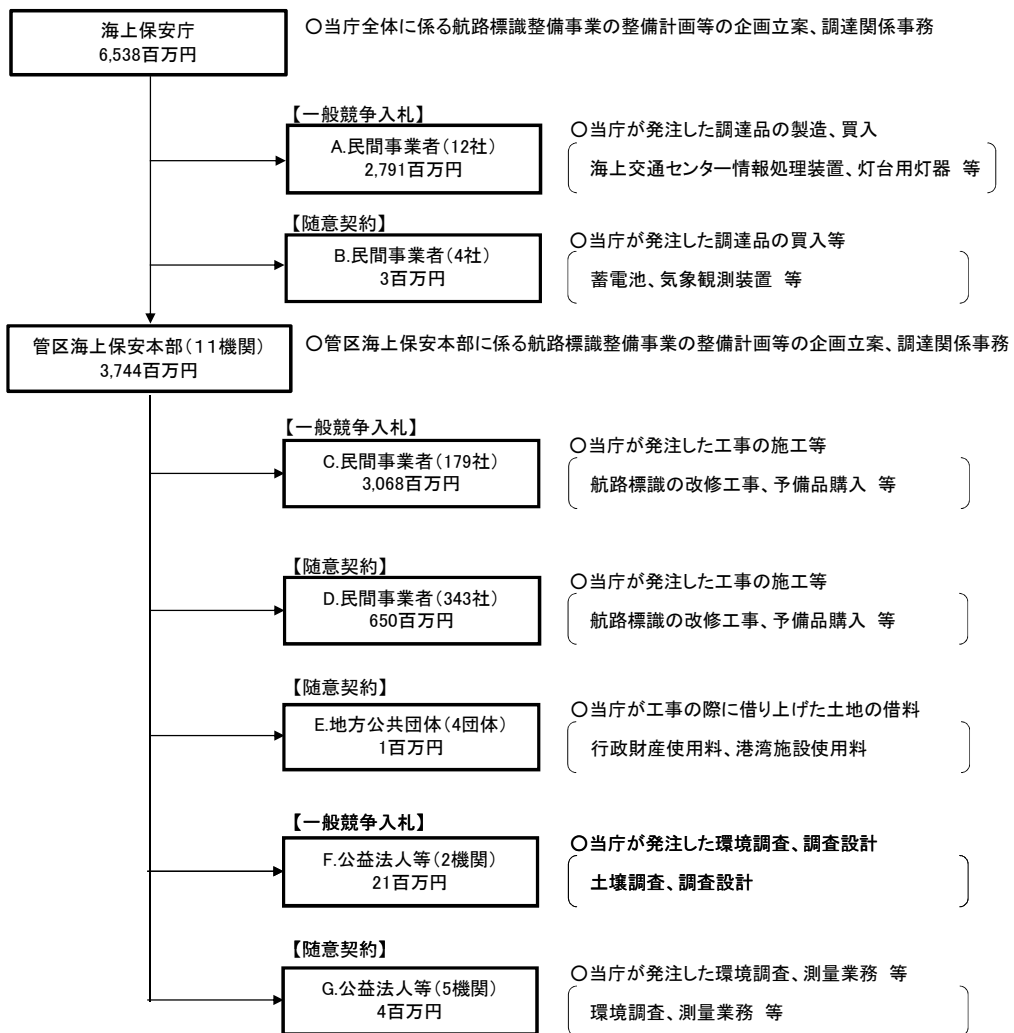 海上保安庁
6,538百万円
○当庁全体に係る航路標識整備事業の整備計画等の企画立案、調達関係事務
【一般競争入札】
A.民間事業者(12社)
2,791百万円
○当庁が発注した調達品の製造、買入
海上交通センター情報処理装置、灯台用灯器 等
【随意契約】
B.民間事業者(4社)
3百万円
○当庁が発注した調達品の買入等
蓄電池、気象観測装置 等
管区海上保安本部(11機関)
3,744百万円
○管区海上保安本部に係る航路標識整備事業の整備計画等の企画立案、調達関係事務
【一般競争入札】
C.民間事業者(179社)
3,068百万円
○当庁が発注した工事の施工等
航路標識の改修工事、予備品購入 等
【随意契約】
D.民間事業者(343社)
650百万円
○当庁が発注した工事の施工等
航路標識の改修工事、予備品購入 等
【随意契約】
E.地方公共団体(4団体)
1百万円
○当庁が工事の際に借り上げた土地の借料
行政財産使用料、港湾施設使用料
【一般競争入札】
F.公益法人等(2機関)
21百万円
○当庁が発注した環境調査、調査設計
土壌調査、調査設計
【随意契約】
G.公益法人等(5機関)
4百万円
○当庁が発注した環境調査、測量業務 等
環境調査、測量業務 等